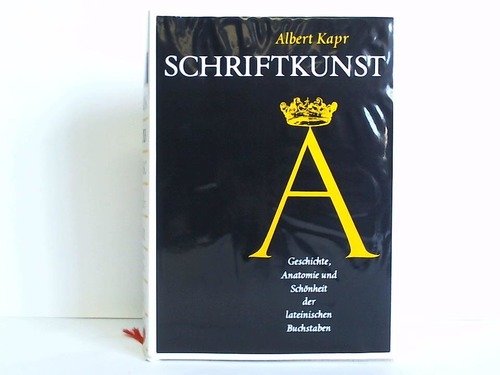 Albert Kapr
SCHRIFTKUNST
A
Geschichte,
Anatomie und
Schönheit
der
lateinischen
Buchstaben